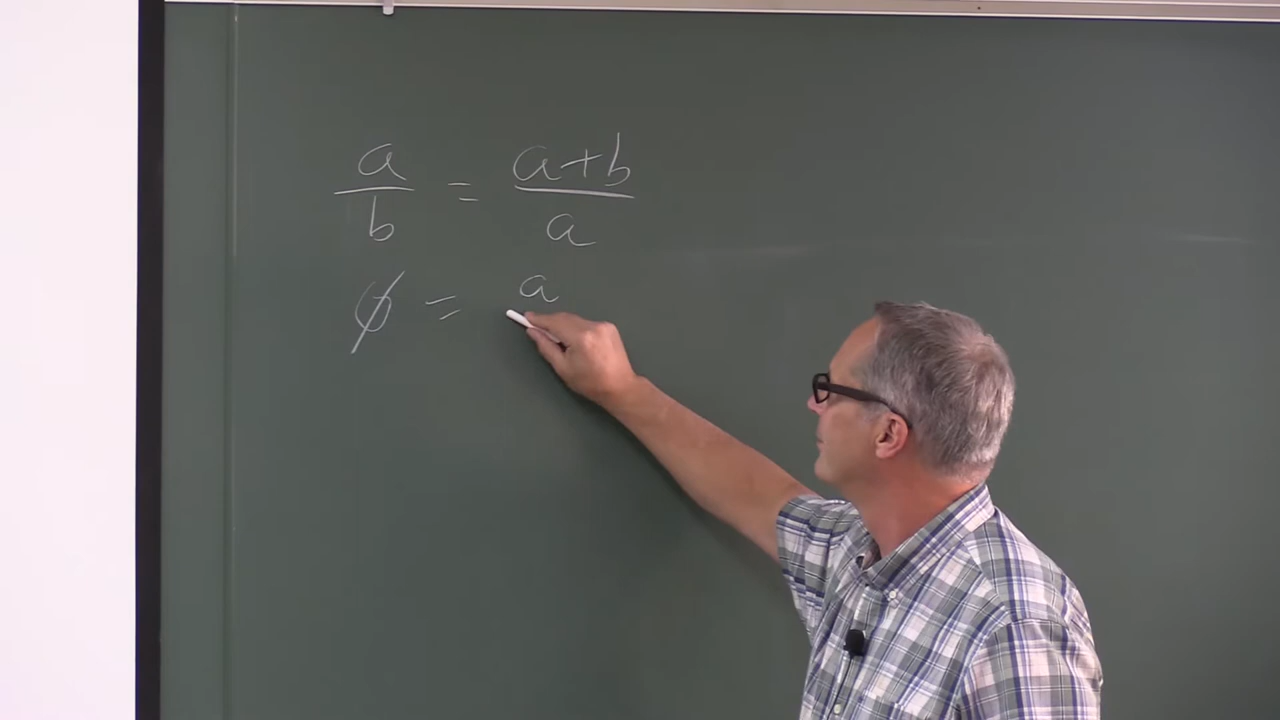 a/b = (a+b)/a
ϕ = a